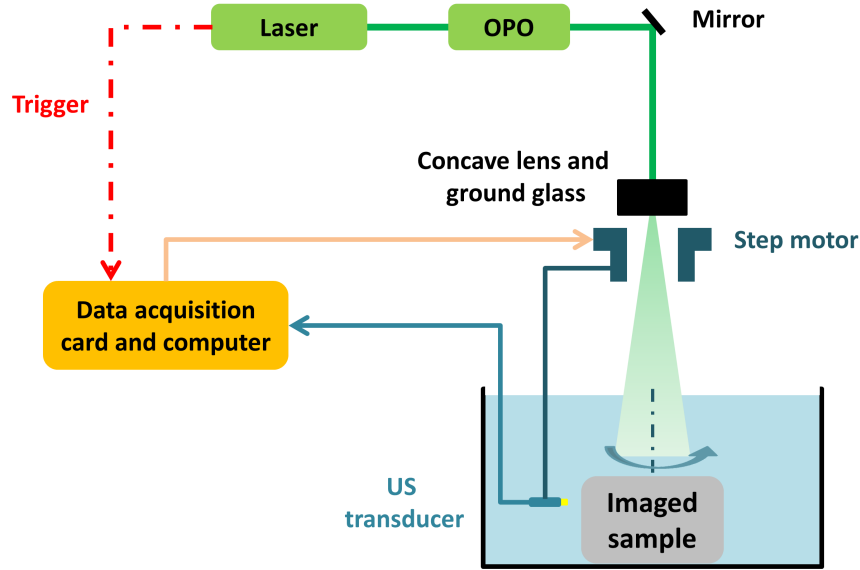 Laser
OPO
Mirror
Trigger
Concave lens and
ground glass
Step motor
Data acquisition
card and computer
US
transducer
Imaged
sample